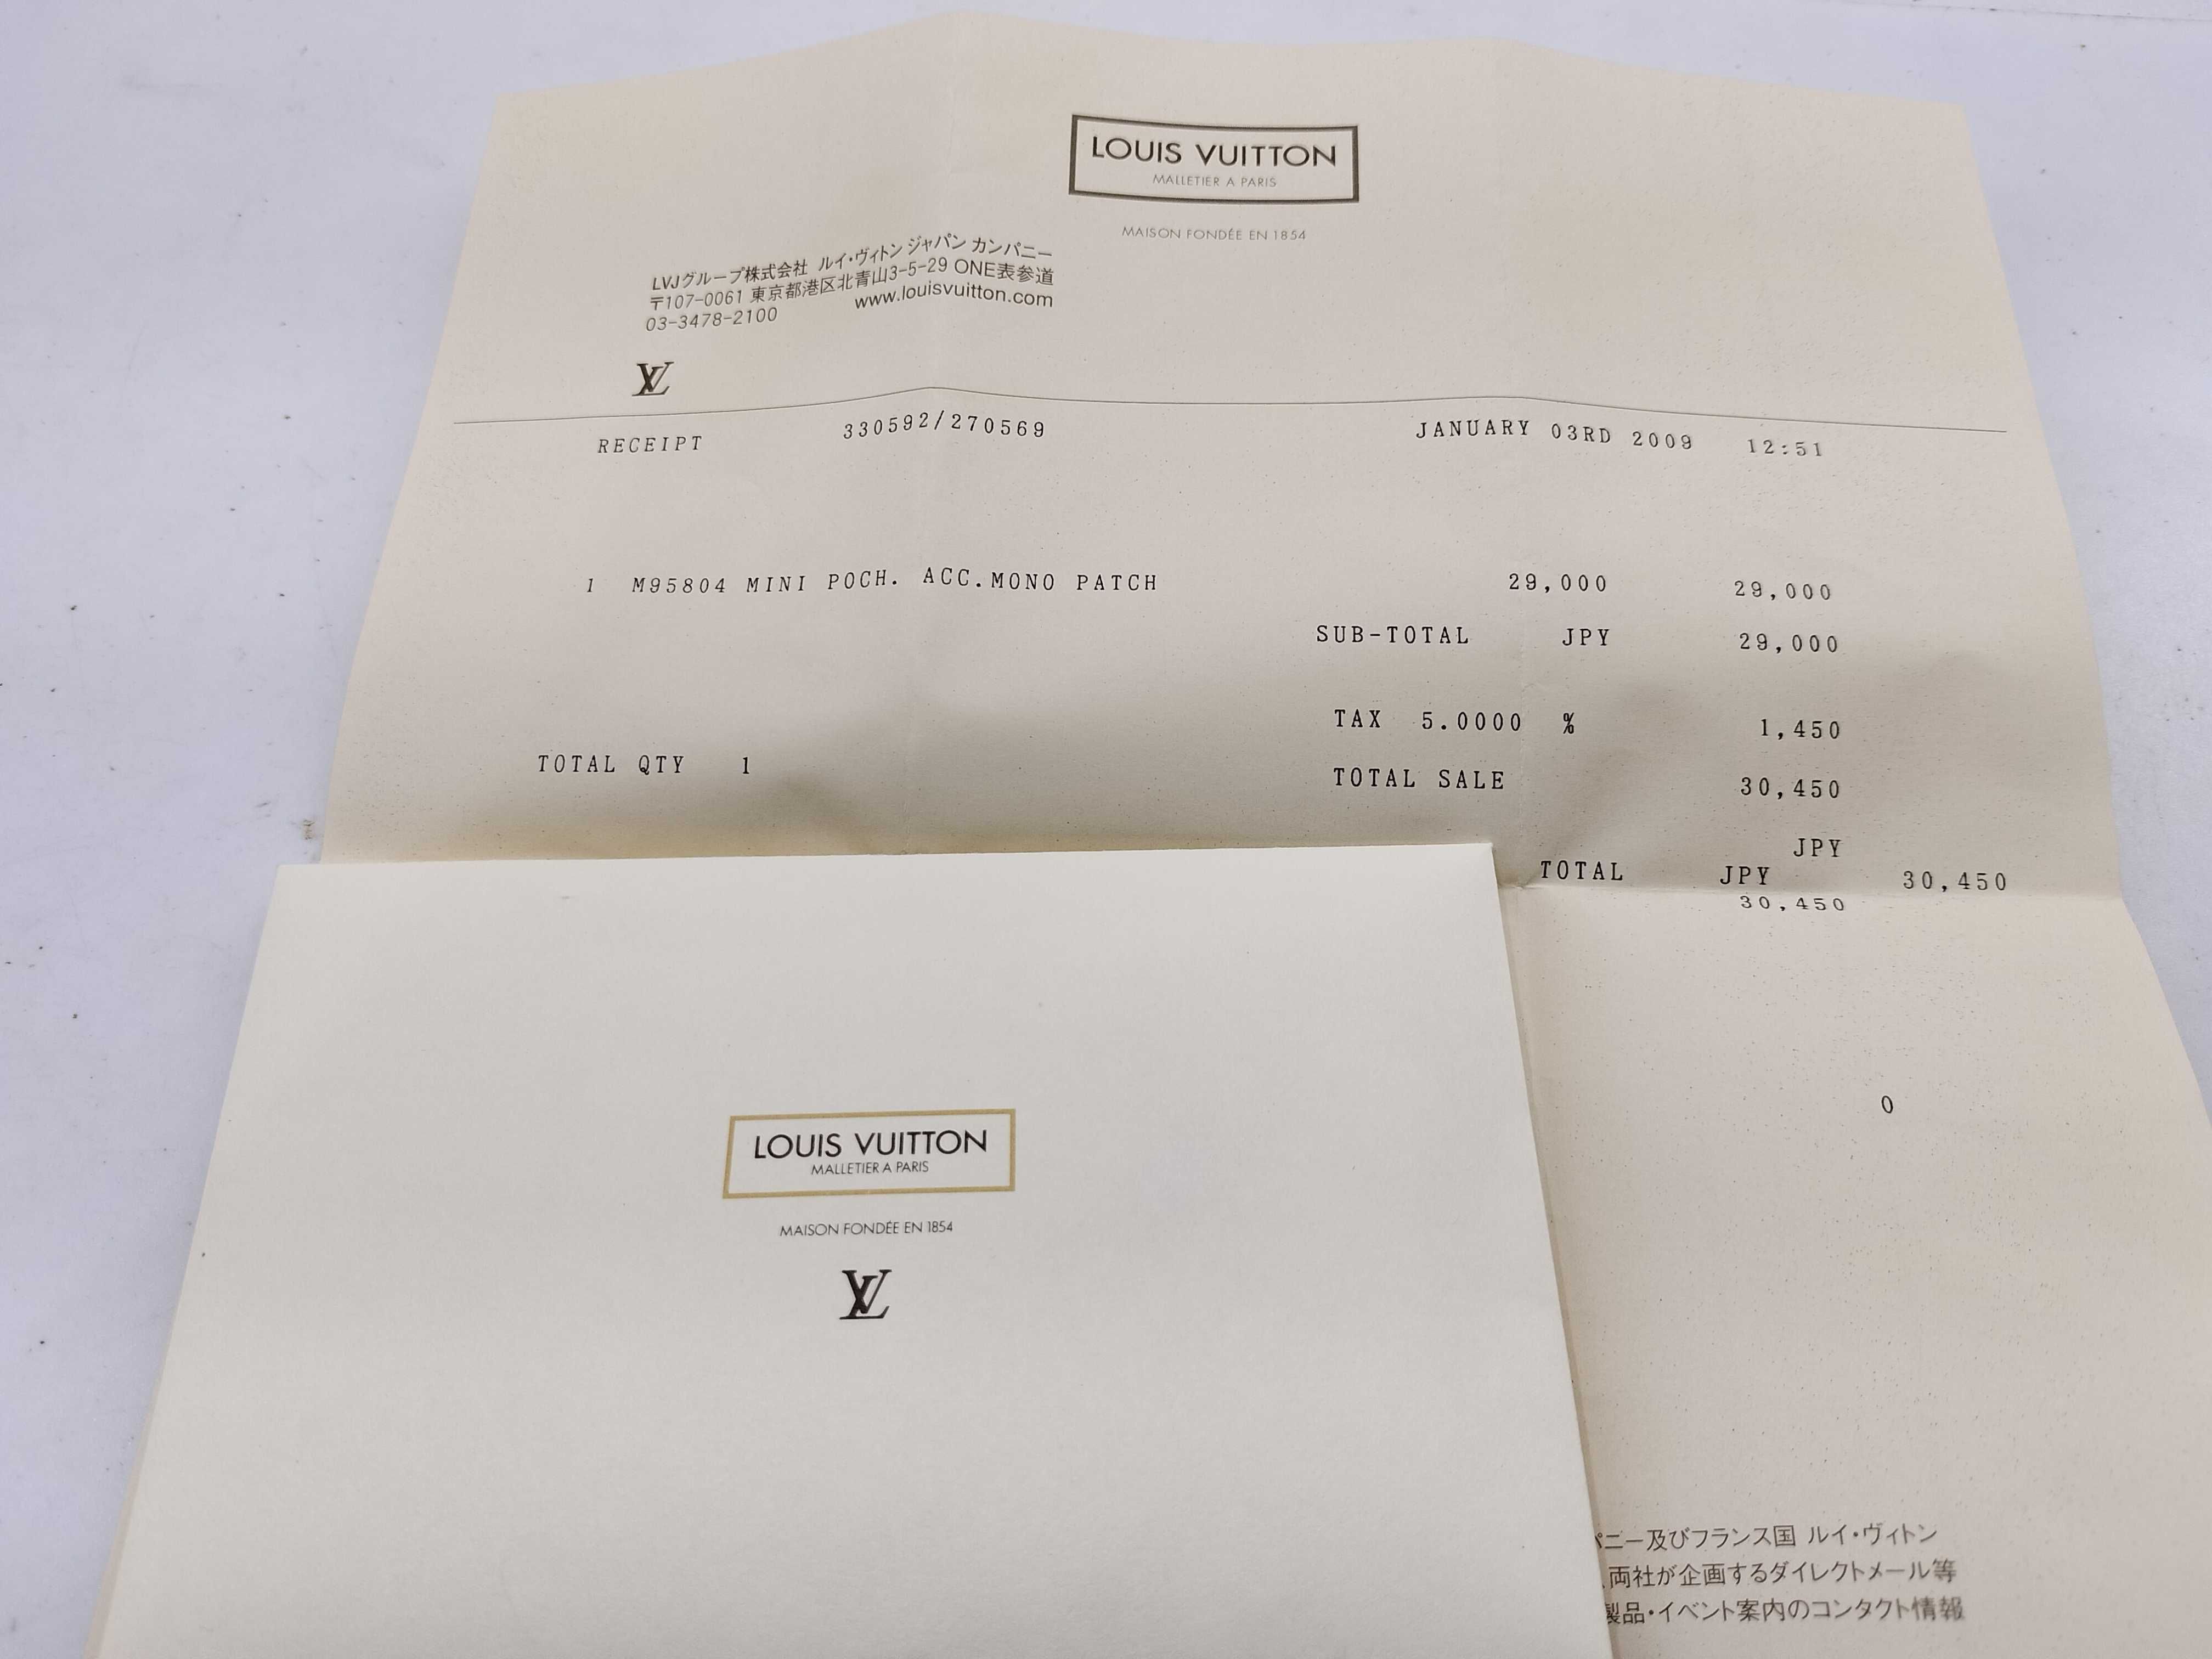 LOUIS VUITTON
MALLETIER A PARIS
MAISON FONDÉE EN 1854
LVJグループ株式会社 ルイ・ヴィトン ジャパン カンパニー
〒107-0061 東京都港区北青山3-5-29 ONE表参道
03-3478-2100 www.louisvuitton.com
LV
RECEIPT 330592/270569 JANUARY 03RD 2009 12:51
1 M95804 MINI POCH. ACC.MONO PATCH 29,000 29,000
SUB-TOTAL JPY 29,000
TAX 5.0000 % 1,450
TOTAL QTY 1 TOTAL SALE 30,450
JPY
TOTAL JPY 30,450
30,450
0
LOUIS VUITTON
MALLETIER A PARIS
MAISON FONDÉE EN 1854
LV
ニー及びフランス国 ルイ・ヴィトン
両社が企画するダイレクトメール等
製品・イベント案内のコンタクト情報